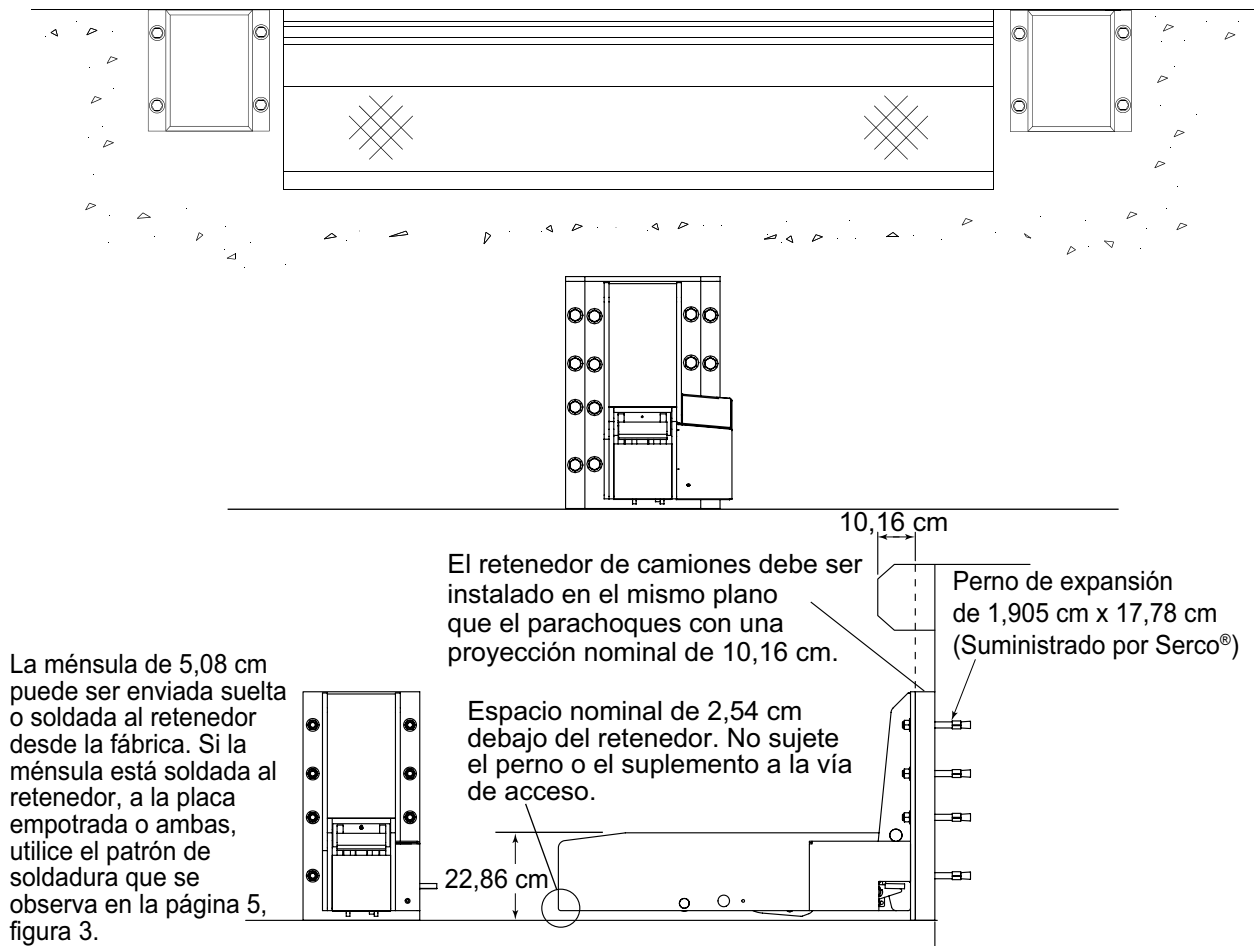 10,16 cm
El retenedor de camiones debe ser
instalado en el mismo plano
que el parachoques con una
proyección nominal de 10,16 cm.
Perno de expansión
de 1,905 cm x 17,78 cm
(Suministrado por Serco®)
La ménsula de 5,08 cm
puede ser enviada suelta
o soldada al retenedor
desde la fábrica. Si la
ménsula está soldada al
retenedor, a la placa
empotrada o ambas,
utilice el patrón de
soldadura que se
observa en la página 5,
figura 3.
Espacio nominal de 2,54 cm
debajo del retenedor. No sujete
el perno o el suplemento a la vía
de acceso.
22,86 cm